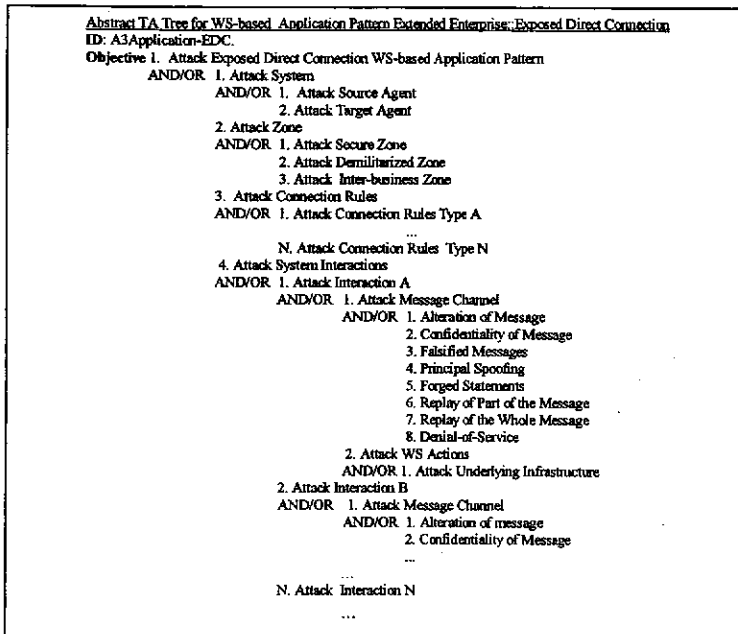 Abstract TA Tree for WS-based Application Pattern Extended Enterprise::Exposed Direct Connection
ID: A3Application-EDC.
Objective 1. Attack Exposed Direct Connection WS-based Application Pattern
AND/OR 1. Attack System
AND/OR 1. Attack Source Agent
2. Attack Target Agent
2. Attack Zone
AND/OR 1. Attack Secure Zone
2. Attack Demilitarized Zone
3. Attack Inter-business Zone
3. Attack Connection Rules
AND/OR 1. Attack Connection Rules Type A
...
N. Attack Connection Rules Type N
4. Attack System Interactions
AND/OR 1. Attack Interaction A
AND/OR 1. Attack Message Channel
AND/OR 1. Alteration of Message
2. Confidentiality of Message
3. Falsified Messages
4. Principal Spoofing
5. Forged Statements
6. Replay of Part of the Message
7. Replay of the Whole Message
8. Denial-of-Service
2. Attack WS Actions
AND/OR 1. Attack Underlying Infrastructure
2. Attack Interaction B
AND/OR 1. Attack Message Channel
AND/OR 1. Alteration of message
2. Confidentiality of Message
...
...
N. Attack Interaction N
...